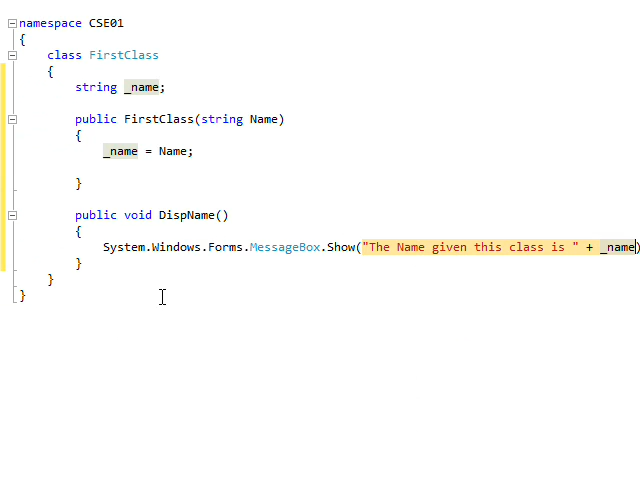 namespace CSE01
{
class FirstClass
{
string _name;
public FirstClass(string Name)
{
_name = Name;
}
public void DispName()
{
System.Windows.Forms.MessageBox.Show("The Name given this class is " + _name)
}
}
}